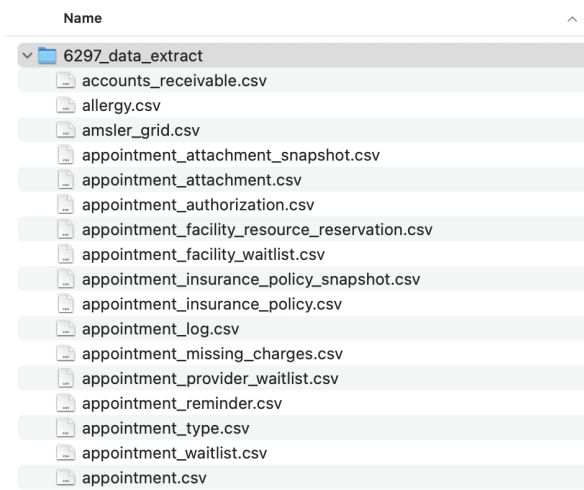 Name
6297_data_extract
accounts_receivable.csv
allergy.csv
amsler_grid.csv
appointment_attachment_snapshot.csv
appointment_attachment.csv
appointment_authorization.csv
appointment_facility_resource_reservation.csv
appointment_facility_waitlist.csv
appointment_insurance_policy_snapshot.csv
appointment_insurance_policy.csv
appointment_log.csv
appointment_missing_charges.csv
appointment_provider_waitlist.csv
appointment_reminder.csv
appointment_type.csv
appointment_waitlist.csv
appointment.csv